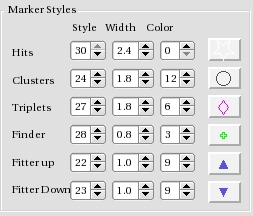 Marker Styles
Style Width Color
Hits 30 2.4 0
Clusters 24 1.8 12
Triplets 27 1.8 6
Finder 28 0.8 3
Fitter up 22 1.0 9
Fitter Down 23 1.0 9